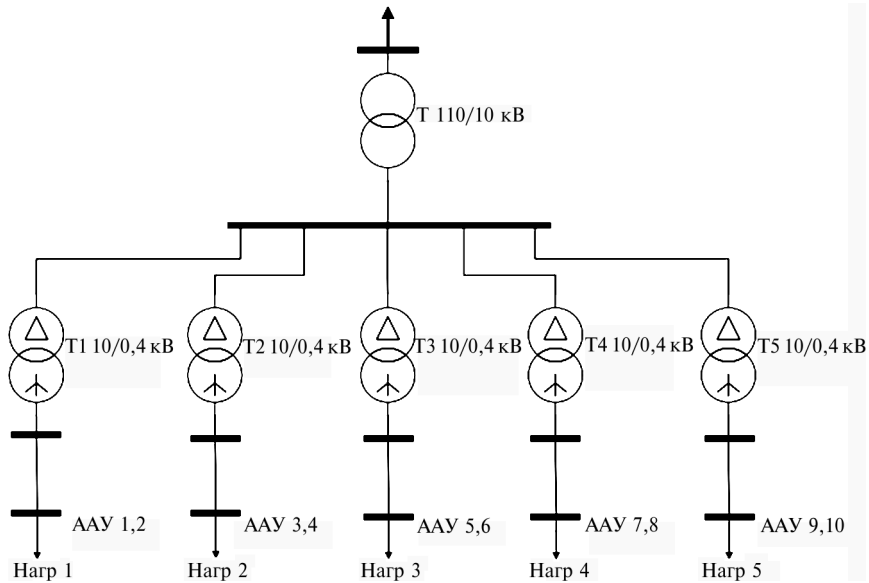 Т 110/10 кВ
Т1 10/0,4 кВ
Т2 10/0,4 кВ
Т3 10/0,4 кВ
Т4 10/0,4 кВ
Т5 10/0,4 кВ
ААУ 1,2
ААУ 3,4
ААУ 5,6
ААУ 7,8
ААУ 9,10
Нагр 1
Нагр 2
Нагр 3
Нагр 4
Нагр 5